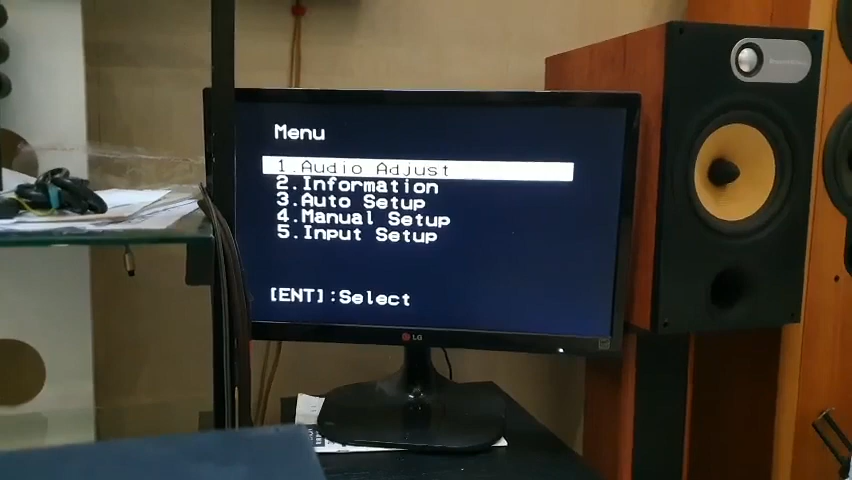 Menu
1.Audio Adjust
2.Information
3.Auto Setup
4.Manual Setup
5.Input Setup
[ENT]:Select
LG